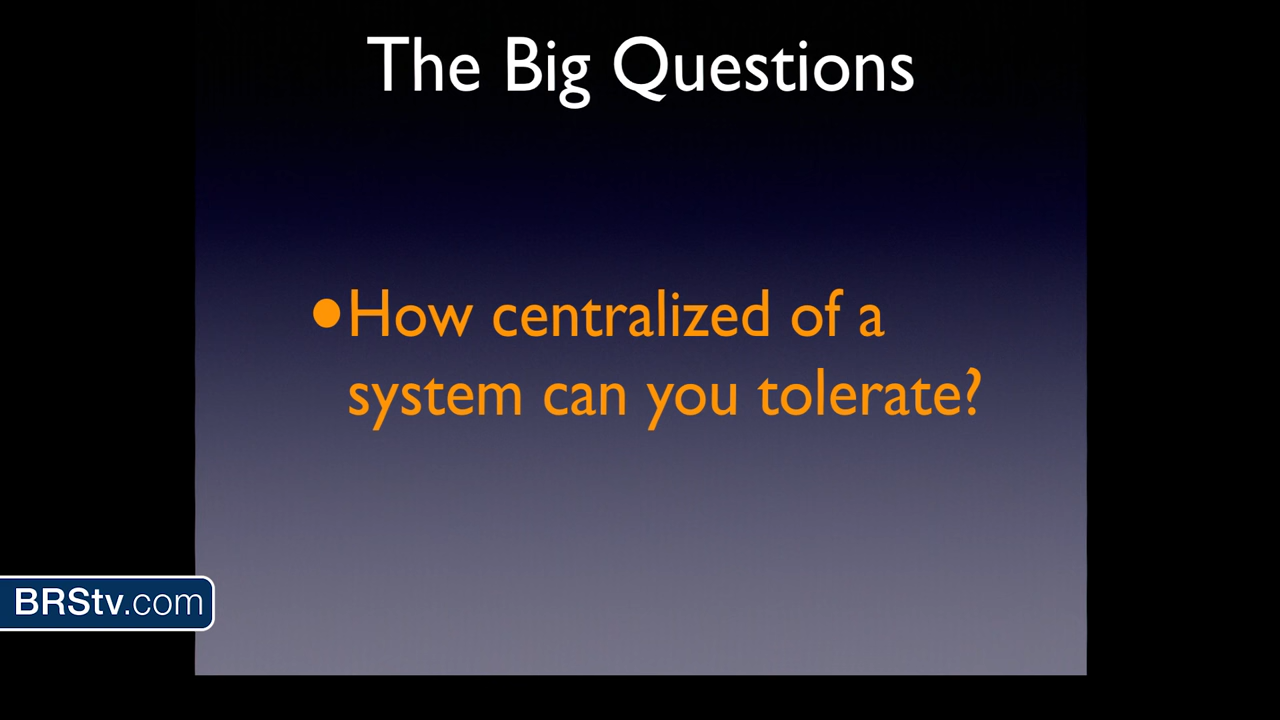 The Big Questions
•How centralized of a
system can you tolerate?
BRStv.com